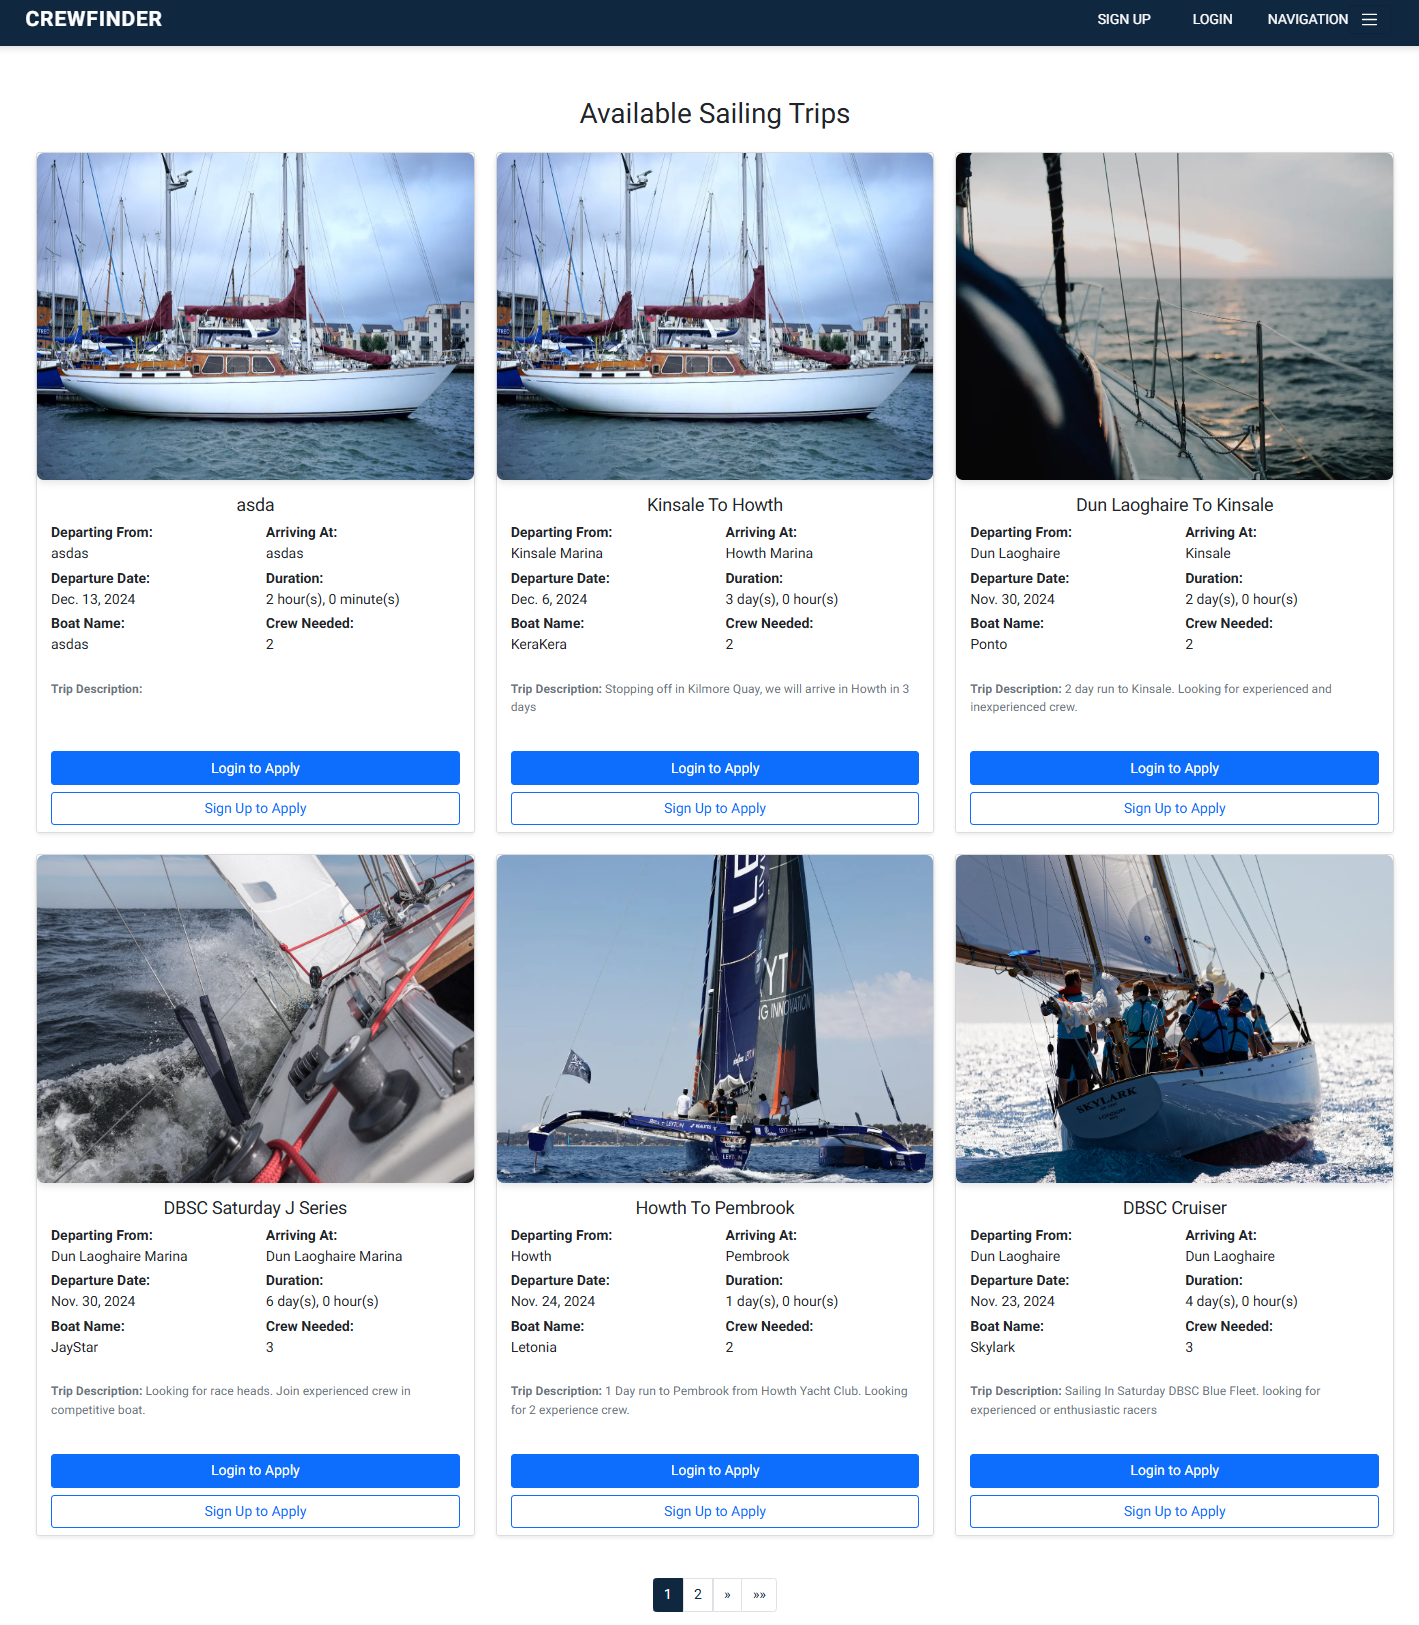 CREWFINDER
SIGN UP LOGIN NAVIGATION
Available Sailing Trips
asda
Departing From: Arriving At:
asdas asdas
Departure Date: Duration:
Dec. 13, 2024 2 hour(s), 0 minute(s)
Boat Name: Crew Needed:
asdas 2
Trip Description:
Login to Apply
Sign Up to Apply
Kinsale To Howth
Departing From: Arriving At:
Kinsale Marina Howth Marina
Departure Date: Duration:
Dec. 6, 2024 3 day(s), 0 hour(s)
Boat Name: Crew Needed:
KeraKera 2
Trip Description: Stopping off in Kilmore Quay, we will arrive in Howth in 3
days
Login to Apply
Sign Up to Apply
Dun Laoghaire To Kinsale
Departing From: Arriving At:
Dun Laoghaire Kinsale
Departure Date: Duration:
Nov. 30, 2024 2 day(s), 0 hour(s)
Boat Name: Crew Needed:
Ponto 2
Trip Description: 2 day run to Kinsale. Looking for experienced and
inexperienced crew.
Login to Apply
Sign Up to Apply
DBSC Saturday J Series
Departing From: Arriving At:
Dun Laoghaire Marina Dun Laoghaire Marina
Departure Date: Duration:
Nov. 30, 2024 6 day(s), 0 hour(s)
Boat Name: Crew Needed:
JayStar 3
Trip Description: Looking for race heads. Join experienced crew in
competitive boat.
Login to Apply
Sign Up to Apply
LEYTON
Howth To Pembrook
Departing From: Arriving At:
Howth Pembrook
Departure Date: Duration:
Nov. 24, 2024 1 day(s), 0 hour(s)
Boat Name: Crew Needed:
Letonia 2
Trip Description: 1 Day run to Pembrook from Howth Yacht Club. Looking
for 2 experience crew.
Login to Apply
Sign Up to Apply
SKYLARK
DBSC Cruiser
Departing From: Arriving At:
Dun Laoghaire Dun Laoghaire
Departure Date: Duration:
Nov. 23, 2024 4 day(s), 0 hour(s)
Boat Name: Crew Needed:
Skylark 3
Trip Description: Sailing In Saturday DBSC Blue Fleet. looking for
experienced or enthusiastic racers
Login to Apply
Sign Up to Apply
1 2 » »»